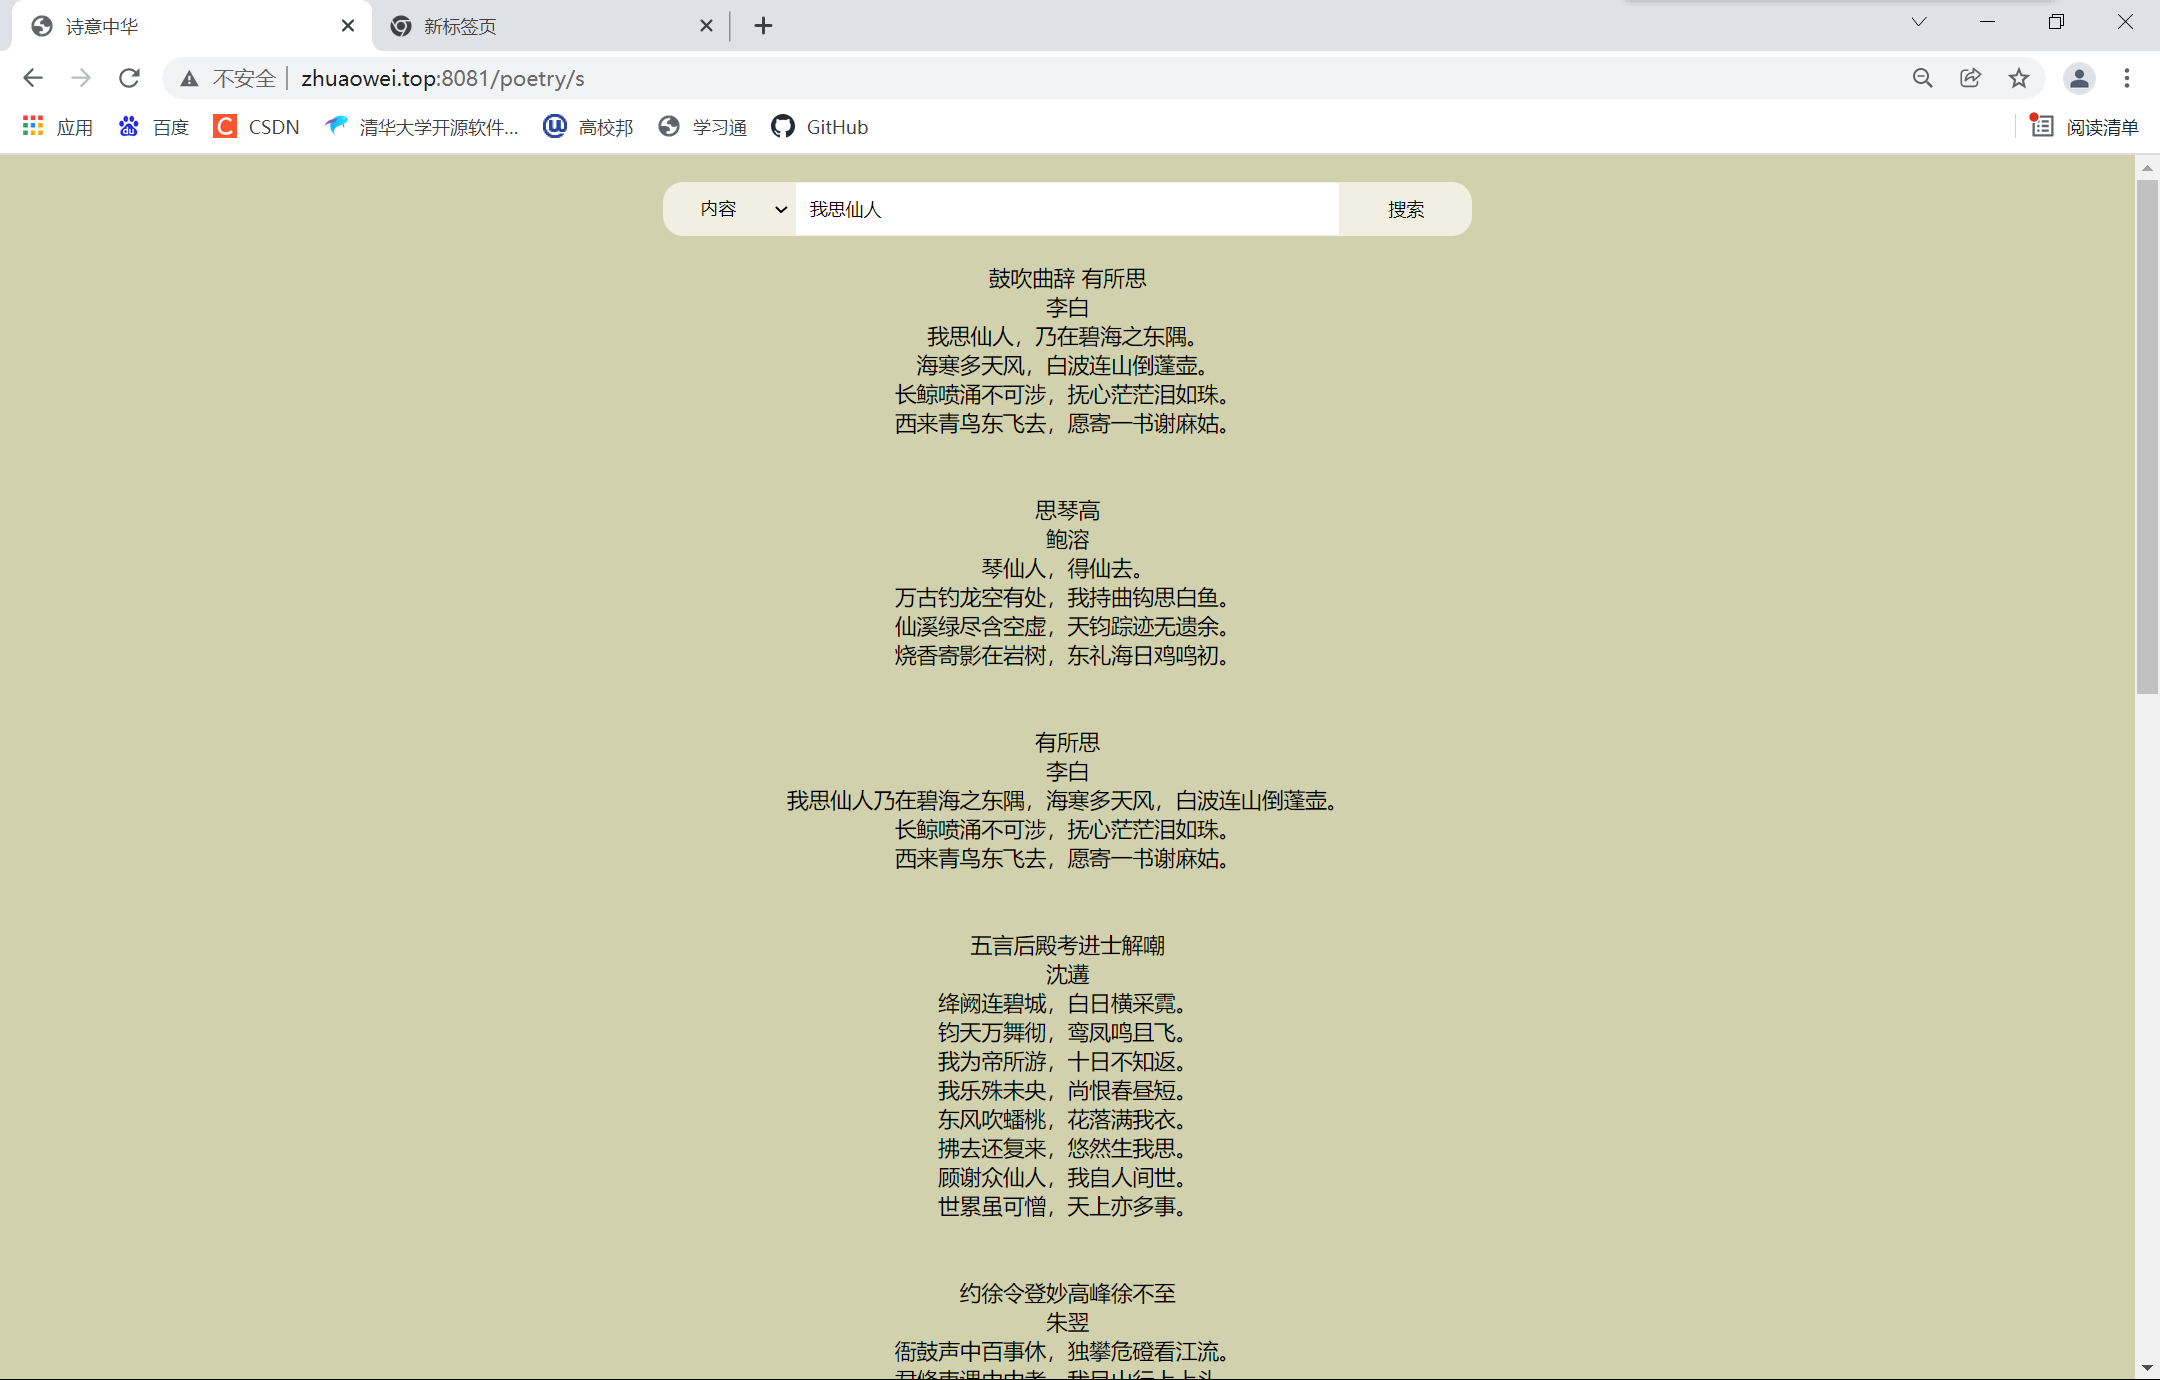 诗意中华
新标签页
不安全 | zhuaowei.top:8081/poetry/s
应用 百度 CSDN 清华大学开源软件... 高校邦 学习通 GitHub 阅读清单
内容 我思仙人 搜索
鼓吹曲辞 有所思
李白
我思仙人，乃在碧海之东隅。
海寒多天风，白波连山倒蓬壶。
长鲸喷涌不可涉，抚心茫茫泪如珠。
西来青鸟东飞去，愿寄一书谢麻姑。
思琴高
鲍溶
琴仙人，得仙去。
万古钓龙空有处，我持曲钩思白鱼。
仙溪绿尽含空虚，天钧踪迹无遗余。
烧香寄影在岩树，东礼海日鸡鸣初。
有所思
李白
我思仙人乃在碧海之东隅，海寒多天风，白波连山倒蓬壶。
长鲸喷涌不可涉，抚心茫茫泪如珠。
西来青鸟东飞去，愿寄一书谢麻姑。
五言后殿考进士解嘲
沈遘
绛阙连碧城，白日横采霓。
钧天万舞彻，鸾凤鸣且飞。
我为帝所游，十日不知返。
我乐殊未央，尚恨春昼短。
东风吹蟠桃，花落满我衣。
拂去还复来，悠然生我思。
顾谢众仙人，我自人间世。
世累虽可憎，天上亦多事。
约徐令登妙高峰徐不至
朱翌
衙鼓声中百事休，独攀危磴看江流。